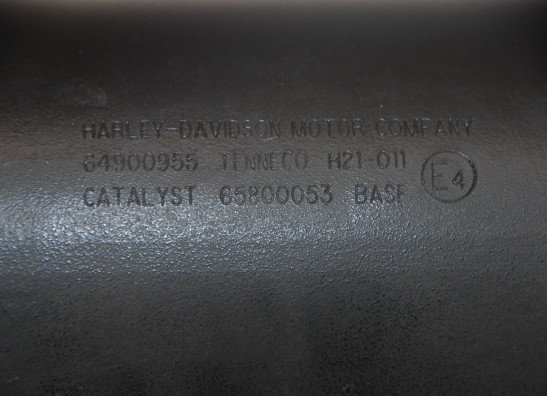 HARLEY-DAVIDSON MOTOR COMPANY
64900955 TENNECO H21-011
CATALYST 65800053 BASF E4